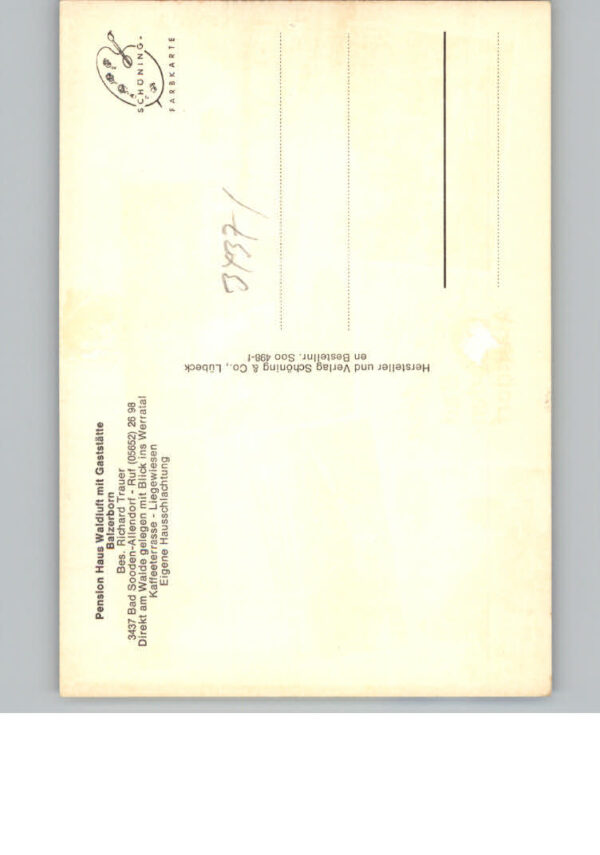 Pension Haus Waldluft mit Gaststätte
Balzerborn
Bes. Richard Trauer
3437 Bad Sooden-Allendorf - Ruf (05652) 26 98
Direkt am Walde gelegen mit Blick ins Werratal
Kaffeeterrasse - Liegewiesen
Eigene Hausschlachtung
Hersteller und Verlag Schöning & Co., Lübeck
en Bestellnr. Soo 498-f
SCHÖNING-
FARBKARTE
3437/